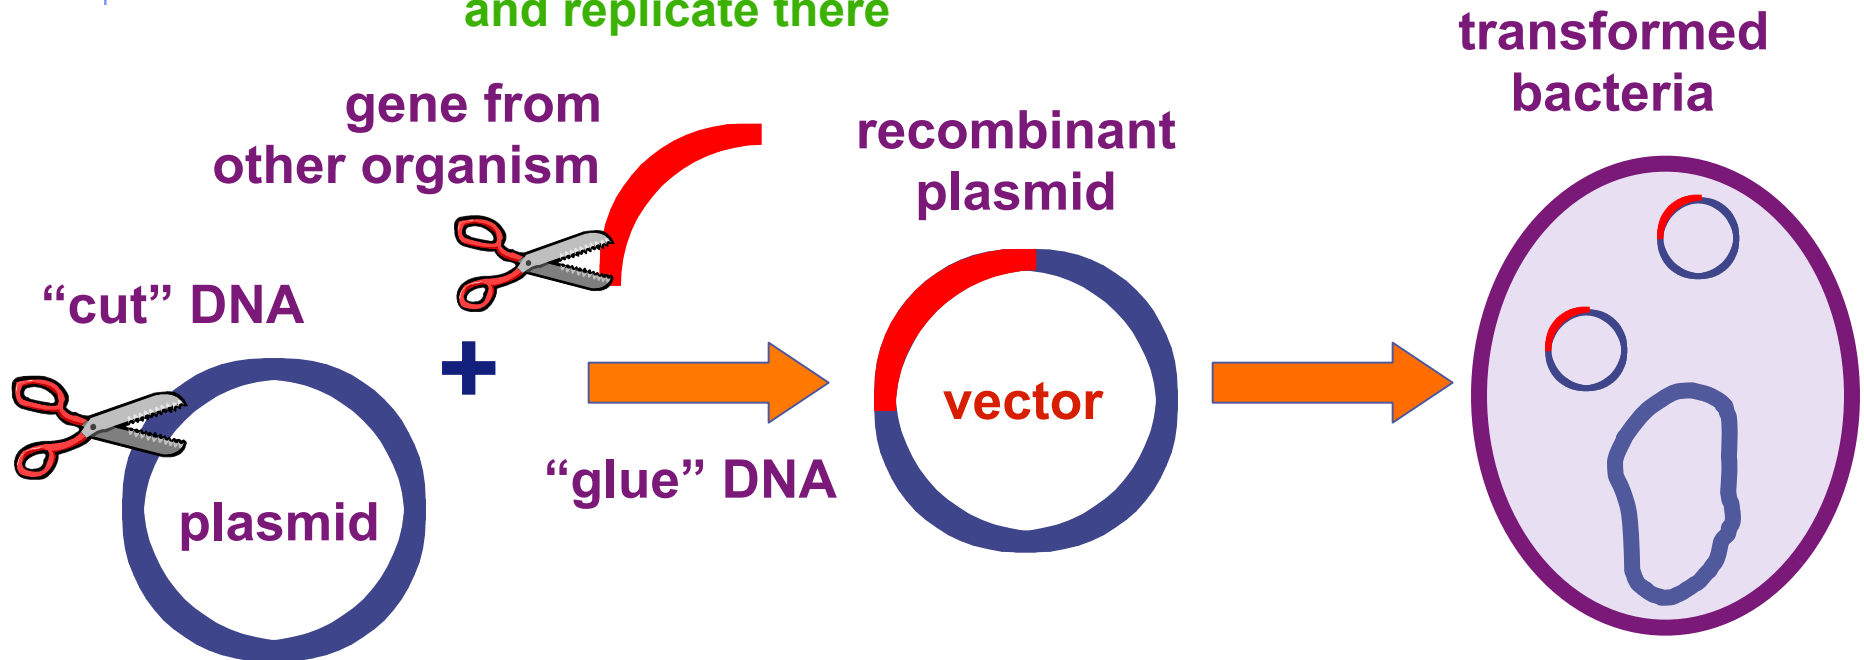 and replicate there
transformed
bacteria
gene from
other organism
recombinant
plasmid
“cut” DNA
+
vector
“glue” DNA
plasmid